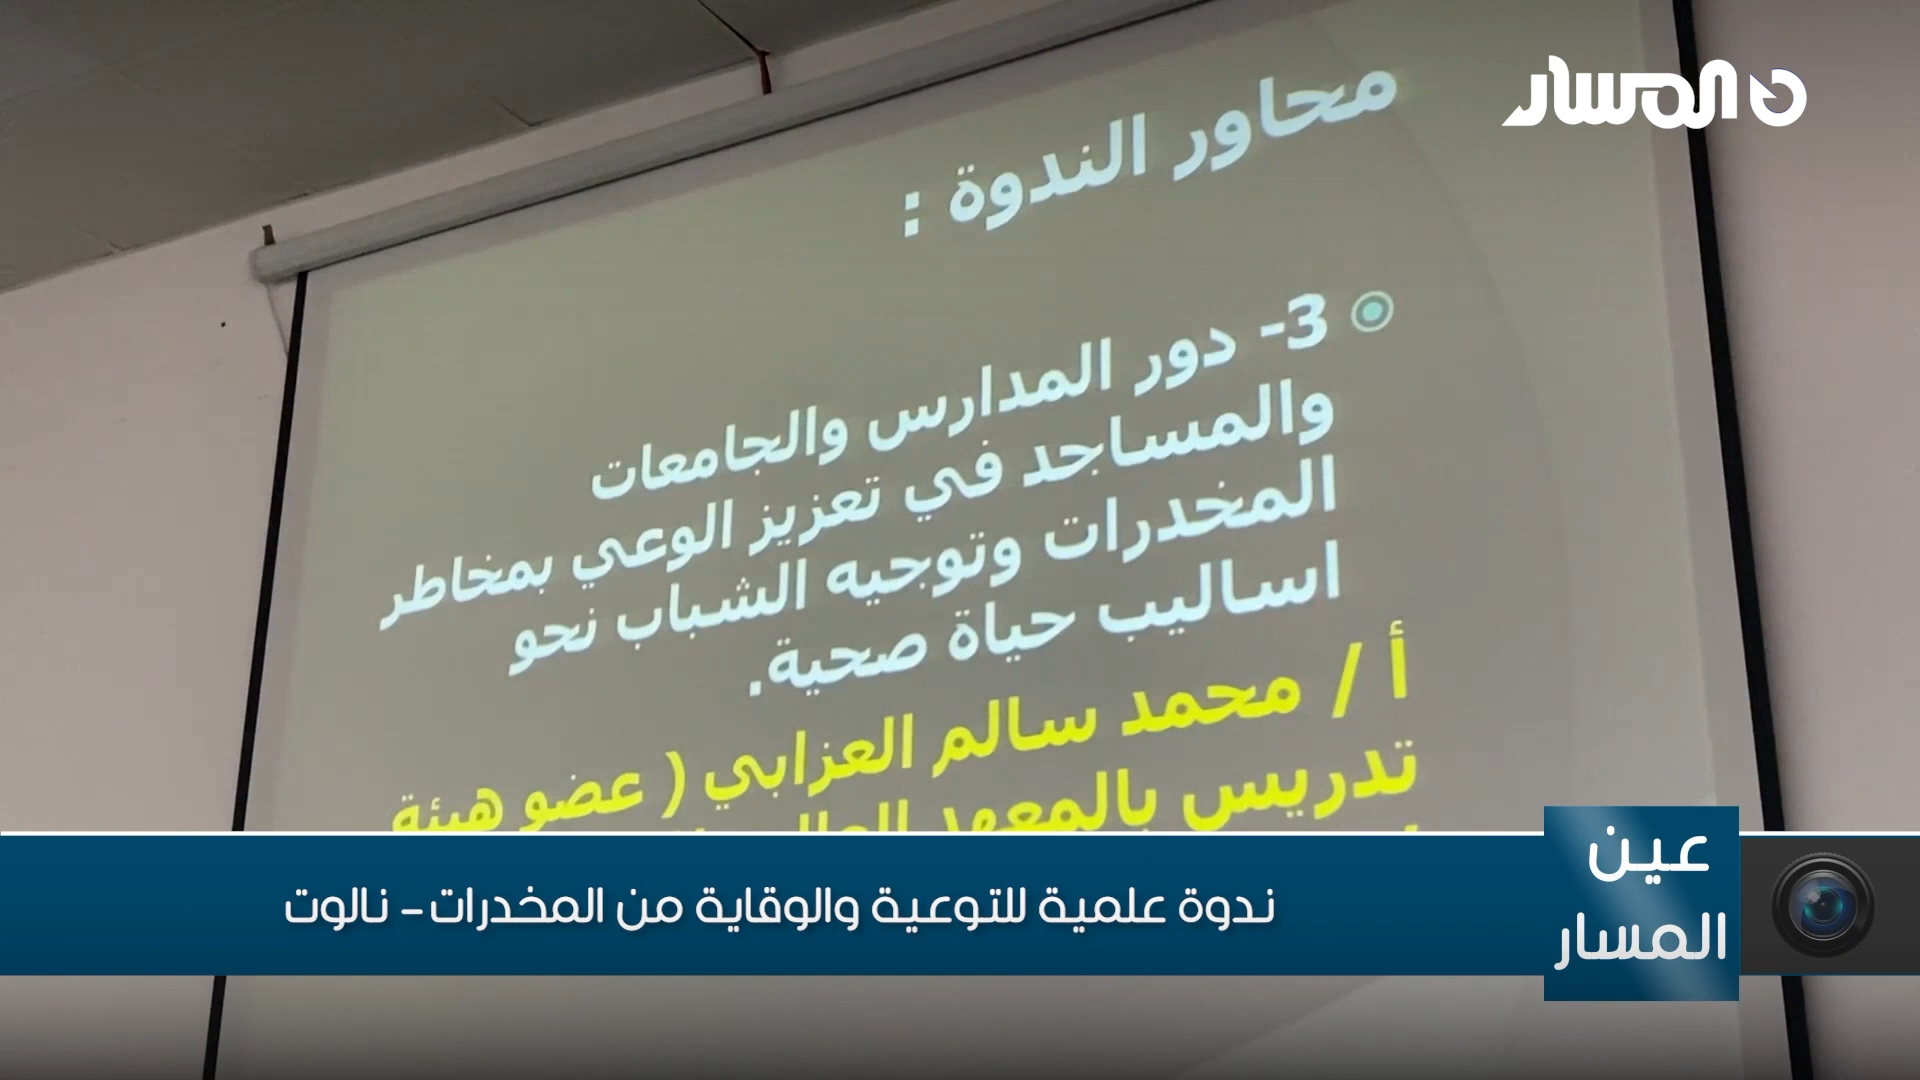 المسار
محاور الندوة :
3- دور المدارس والجامعات
والمساجد في تعزيز الوعي بمخاطر
المخدرات وتوجيه الشباب نحو
اساليب حياة صحية.
أ / محمد سالم العزابي ( عضو هيئة
تدريس بالمعهد
عين
المسار
ندوة علمية للتوعية والوقاية من المخدرات - نالوت